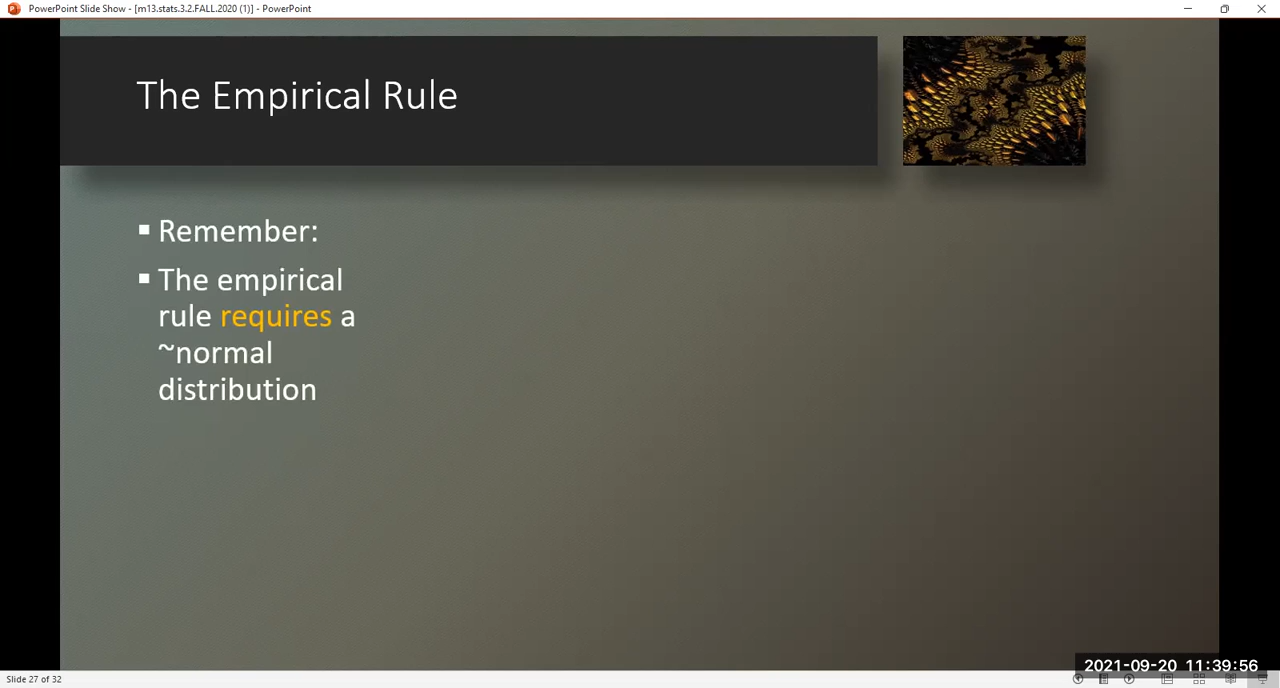 PowerPoint Slide Show - [m13.stats.3.2.FALL.2020 (1)] - PowerPoint
The Empirical Rule
▪ Remember:
▪ The empirical
rule requires a
~normal
distribution
2021-09-20 11:39:56
Slide 27 of 32